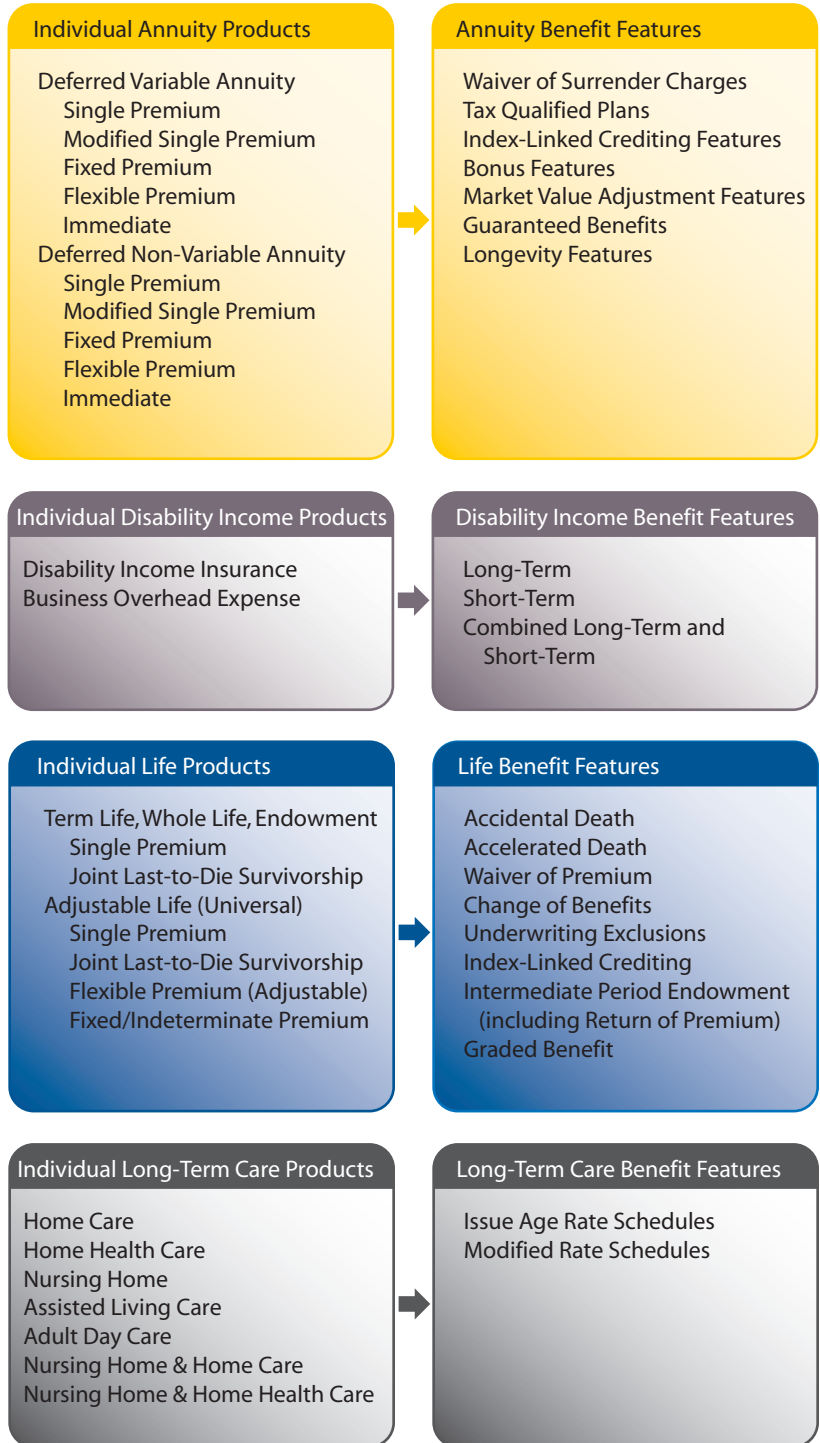 Individual Annuity Products
Deferred Variable Annuity
Single Premium
Modified Single Premium
Fixed Premium
Flexible Premium
Immediate
Deferred Non-Variable Annuity
Single Premium
Modified Single Premium
Fixed Premium
Flexible Premium
Immediate
Annuity Benefit Features
Waiver of Surrender Charges
Tax Qualified Plans
Index-Linked Crediting Features
Bonus Features
Market Value Adjustment Features
Guaranteed Benefits
Longevity Features
Individual Disability Income Products
Disability Income Insurance
Business Overhead Expense
Disability Income Benefit Features
Long-Term
Short-Term
Combined Long-Term and
Short-Term
Individual Life Products
Term Life, Whole Life, Endowment
Single Premium
Joint Last-to-Die Survivorship
Adjustable Life (Universal)
Single Premium
Joint Last-to-Die Survivorship
Flexible Premium (Adjustable)
Fixed/Indeterminate Premium
Life Benefit Features
Accidental Death
Accelerated Death
Waiver of Premium
Change of Benefits
Underwriting Exclusions
Index-Linked Crediting
Intermediate Period Endowment
(including Return of Premium)
Graded Benefit
Individual Long-Term Care Products
Home Care
Home Health Care
Nursing Home
Assisted Living Care
Adult Day Care
Nursing Home & Home Care
Nursing Home & Home Health Care
Long-Term Care Benefit Features
Issue Age Rate Schedules
Modified Rate Schedules